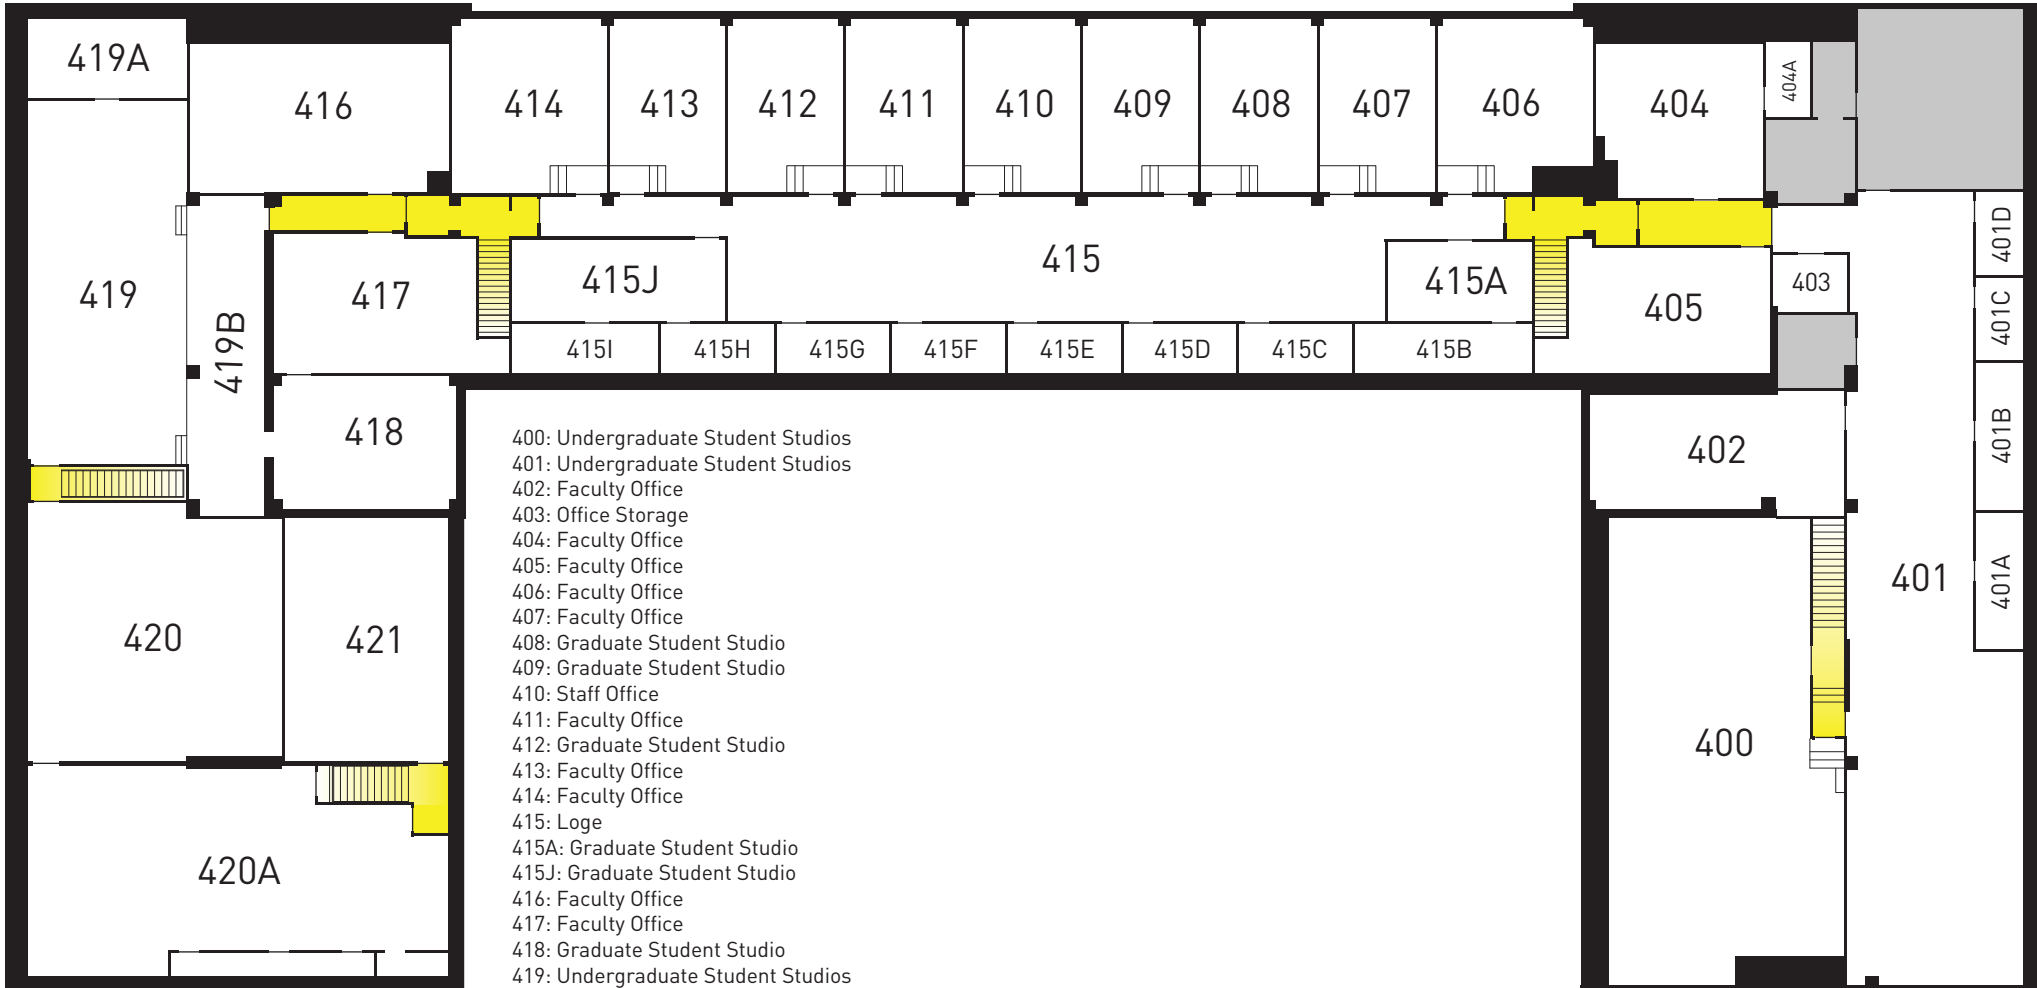 419A
416
414
413
412
411
410
409
408
407
406
404
404A
419
419B
417
415J
415
415A
405
403
401D
401C
401B
401A
415I
415H
415G
415F
415E
415D
415C
415B
418
402
420
421
401
400
420A
400: Undergraduate Student Studios
401: Undergraduate Student Studios
402: Faculty Office
403: Office Storage
404: Faculty Office
405: Faculty Office
406: Faculty Office
407: Faculty Office
408: Graduate Student Studio
409: Graduate Student Studio
410: Staff Office
411: Faculty Office
412: Graduate Student Studio
413: Faculty Office
414: Faculty Office
415: Loge
415A: Graduate Student Studio
415J: Graduate Student Studio
416: Faculty Office
417: Faculty Office
418: Graduate Student Studio
419: Undergraduate Student Studios